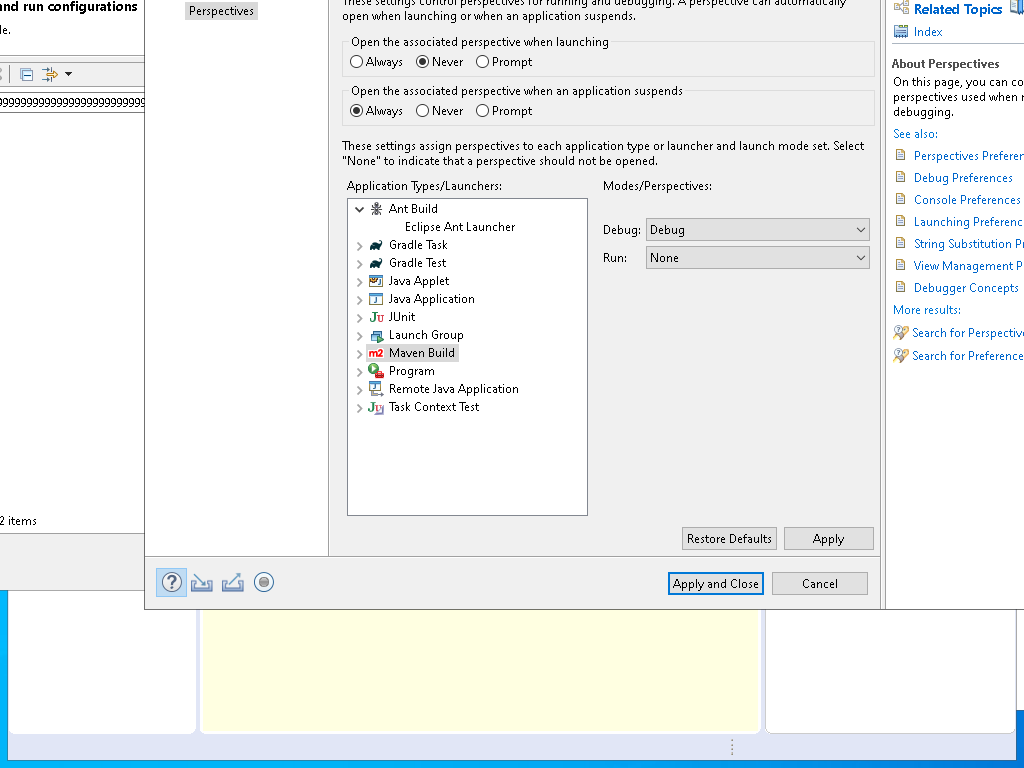 and run configurations
le.
99999999999999999999999999
2 items
Perspectives
These settings control perspectives for running and debugging. A perspective can automatically
open when launching or when an application suspends.
Open the associated perspective when launching
Always
Never
Prompt
Open the associated perspective when an application suspends
Always
Never
Prompt
These settings assign perspectives to each application type or launcher and launch mode set. Select
"None" to indicate that a perspective should not be opened.
Application Types/Launchers:
Ant Build
Eclipse Ant Launcher
Gradle Task
Gradle Test
Java Applet
Java Application
JUnit
Launch Group
Maven Build
Program
Remote Java Application
Task Context Test
Modes/Perspectives:
Debug: Debug
Run: None
Restore Defaults
Apply
Apply and Close
Cancel
Related Topics
Index
About Perspectives
On this page, you can co
perspectives used when r
debugging.
See also:
Perspectives Preferen
Debug Preferences
Console Preferences
Launching Preferenc
String Substitution Pr
View Management P
Debugger Concepts
More results:
Search for Perspective
Search for Preference